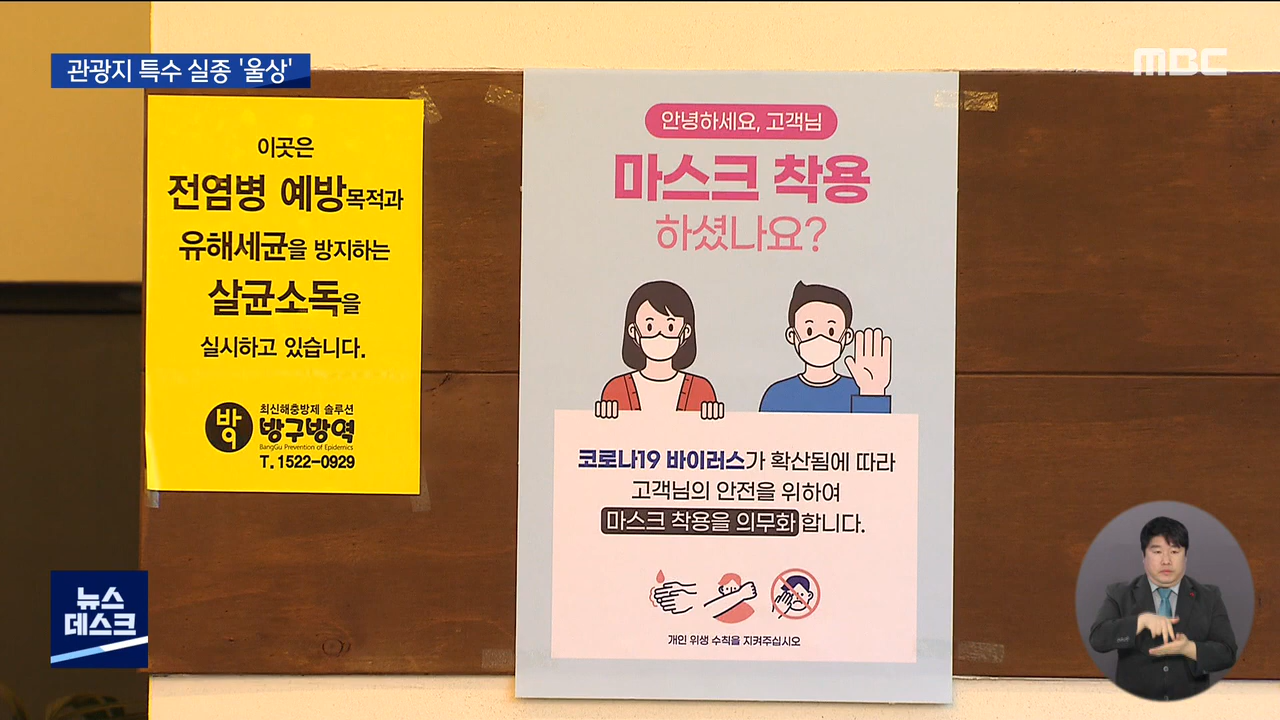 관광지 특수 실종 '울상'
MBC
이곳은
전염병 예방목적과
유해세균을 방지하는
살균소독을
실시하고 있습니다.
방구
최신해충방제 솔루션
방구방역
BangGu Prevention of Epidemics
T. 1522-0929
안녕하세요, 고객님
마스크 착용
하셨나요?
코로나19 바이러스가 확산됨에 따라
고객님의 안전을 위하여
마스크 착용을 의무화 합니다.
개인 위생 수칙을 지켜주십시오
뉴스
데스크